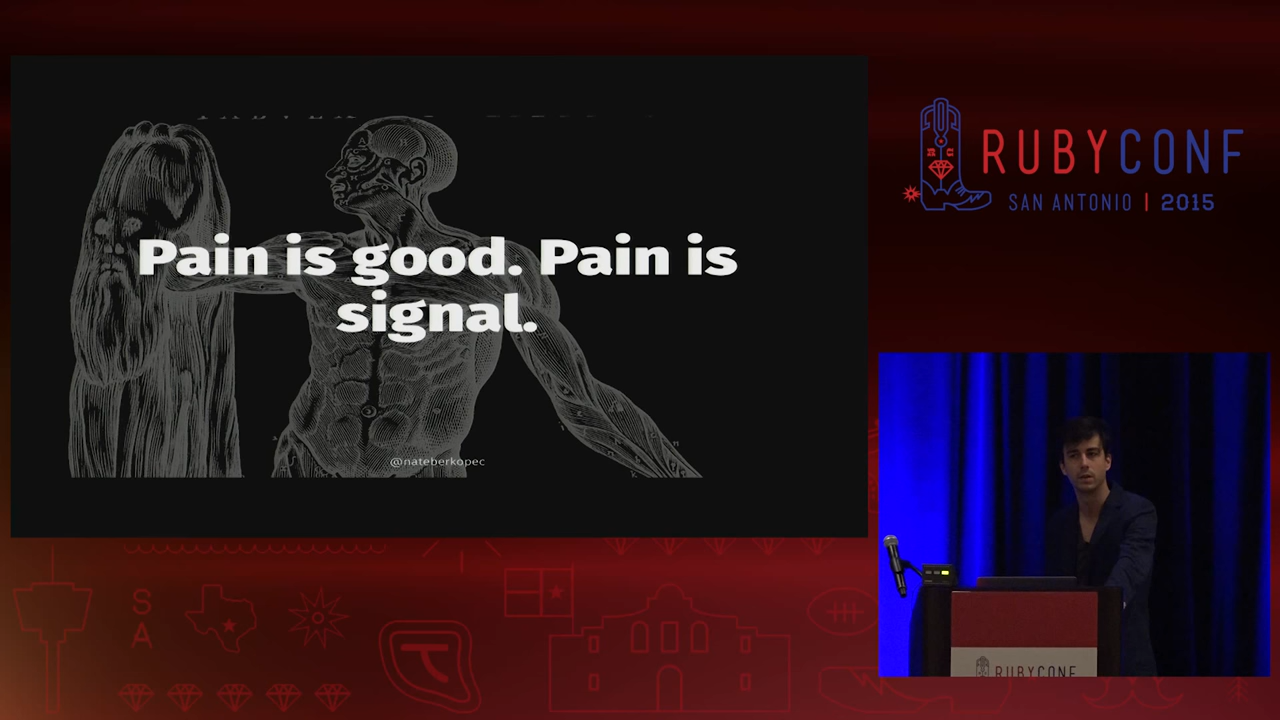 Pain is good. Pain is
signal.
@nateberkopec
RUBYCONF
SAN ANTONIO | 2015
S
A
RUBYCONF